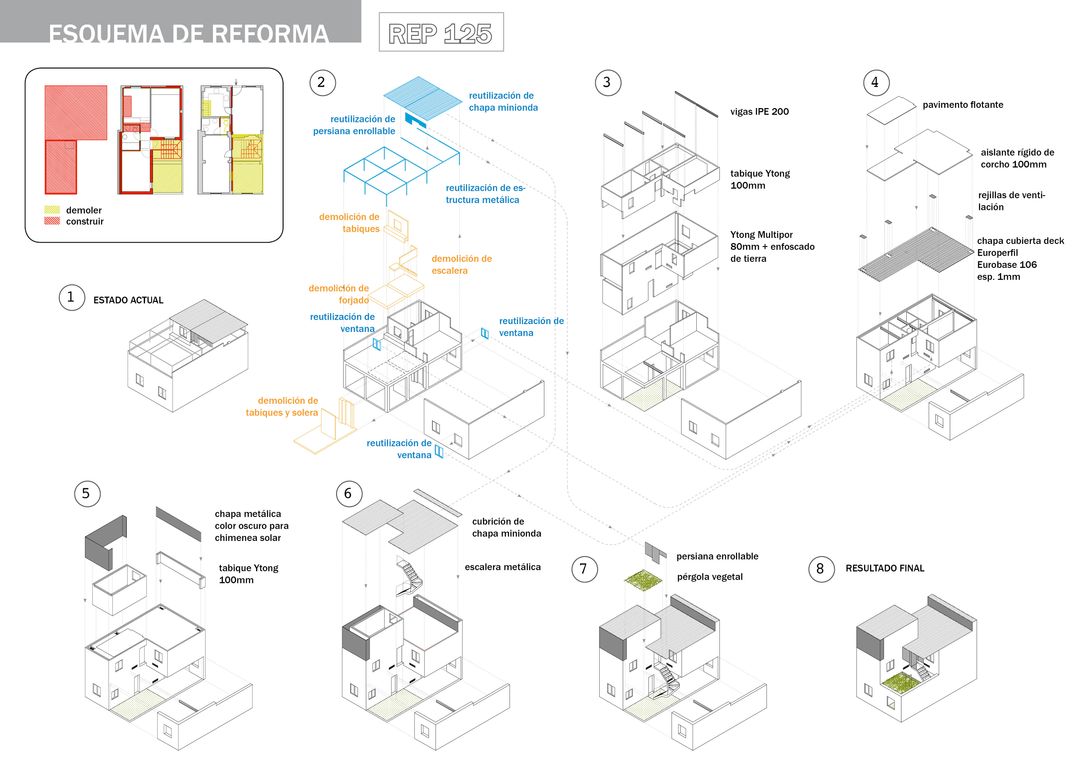 ESQUEMA DE REFORMA
REP 125
demoler
construir
1
ESTADO ACTUAL
2
reutilización de
chapa minionda
reutilización de
persiana enrollable
reutilización de es-
tructura metálica
demolición de
tabiques
demolición de
escalera
demolición de
forjado
reutilización de
ventana
reutilización de
ventana
demolición de
tabiques y solera
reutilización de
ventana
3
vigas IPE 200
tabique Ytong
100mm
Ytong Multipor
80mm + enfoscado
de tierra
4
pavimento flotante
aislante rígido de
corcho 100mm
rejillas de venti-
lación
chapa cubierta deck
Europerfil
Eurobase 106
esp. 1mm
5
chapa metálica
color oscuro para
chimenea solar
tabique Ytong
100mm
6
cubrición de
chapa minionda
escalera metálica
7
persiana enrollable
pérgola vegetal
8
RESULTADO FINAL